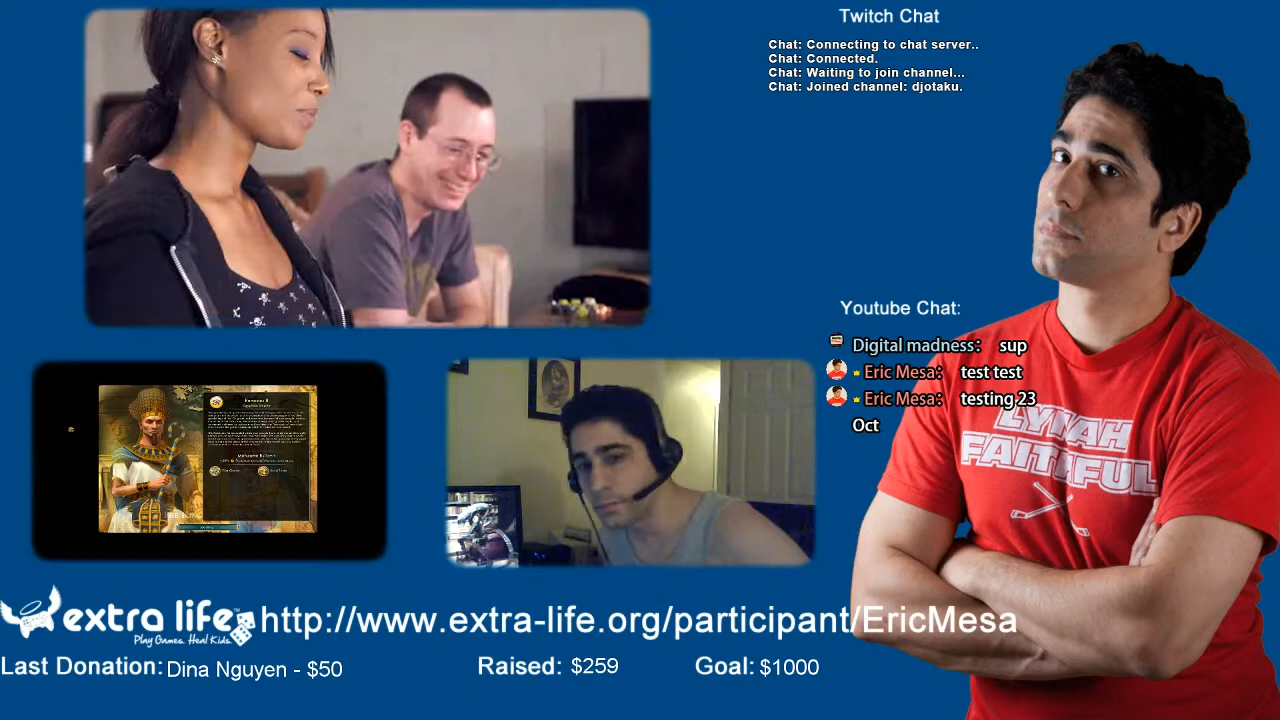 Twitch Chat
Chat: Connecting to chat server..
Chat: Connected.
Chat: Waiting to join channel...
Chat: Joined channel: djotaku.
Youtube Chat:
Digital madness: sup
Eric Mesa: test test
Eric Mesa: testing 23
Oct
LYNAH
FAITHFUL
extra life
Play Games. Heal Kids.
http://www.extra-life.org/participant/EricMesa
Last Donation: Dina Nguyen - $50
Raised: $259
Goal: $1000